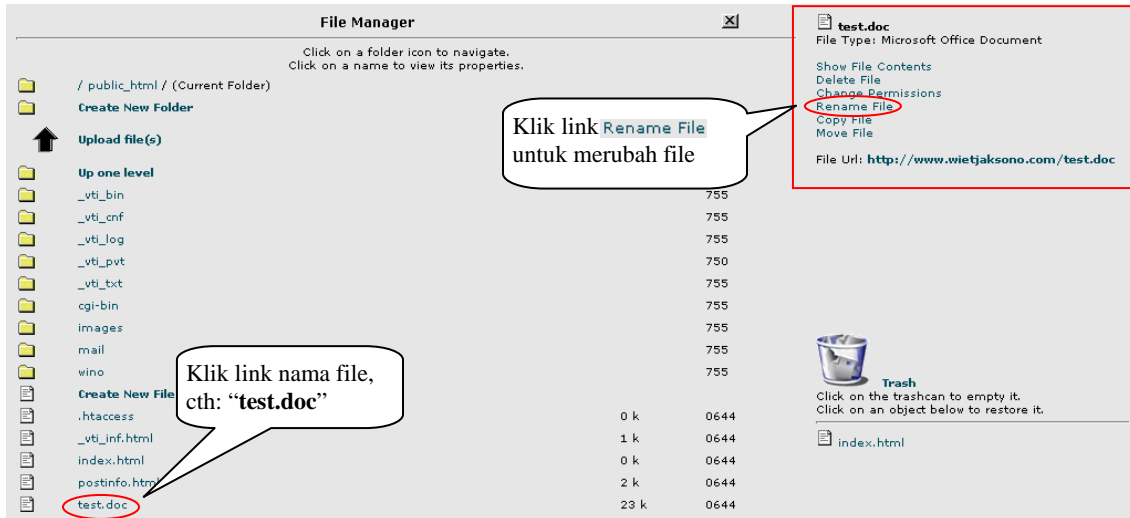 File Manager
Click on a folder icon to navigate.
Click on a name to view its properties.
/ public_html / (Current Folder)
Create New Folder
Upload file(s)
Up one level
_vti_bin 755
_vti_cnf 755
_vti_log 755
_vti_pvt 750
_vti_txt 755
cgi-bin 755
images 755
mail 755
wino 755
Create New File
.htaccess 0 k 0644
_vti_inf.html 1 k 0644
index.html 0 k 0644
postinfo.html 2 k 0644
test.doc 23 k 0644
Klik link nama file,
cth: “test.doc”
Klik link Rename File
untuk merubah file
test.doc
File Type: Microsoft Office Document
Show File Contents
Delete File
Change Permissions
Rename File
Copy File
Move File
File Url: http://www.wietjaksono.com/test.doc
Trash
Click on the trashcan to empty it.
Click on an object below to restore it.
index.html